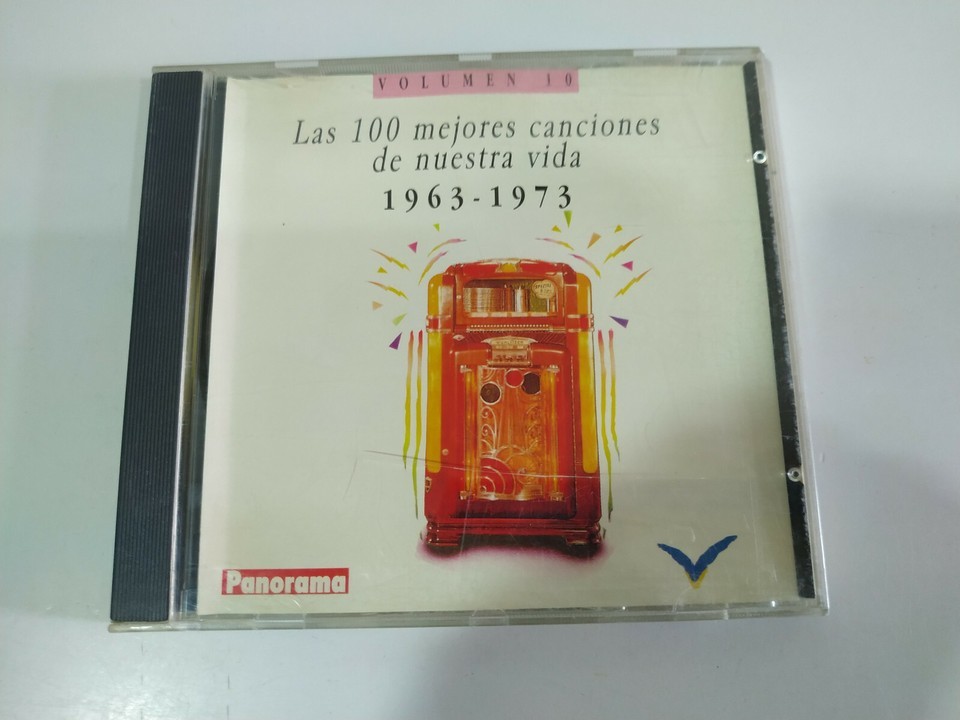 VOLUMEN 10
Las 100 mejores canciones
de nuestra vida
1963-1973
Panorama